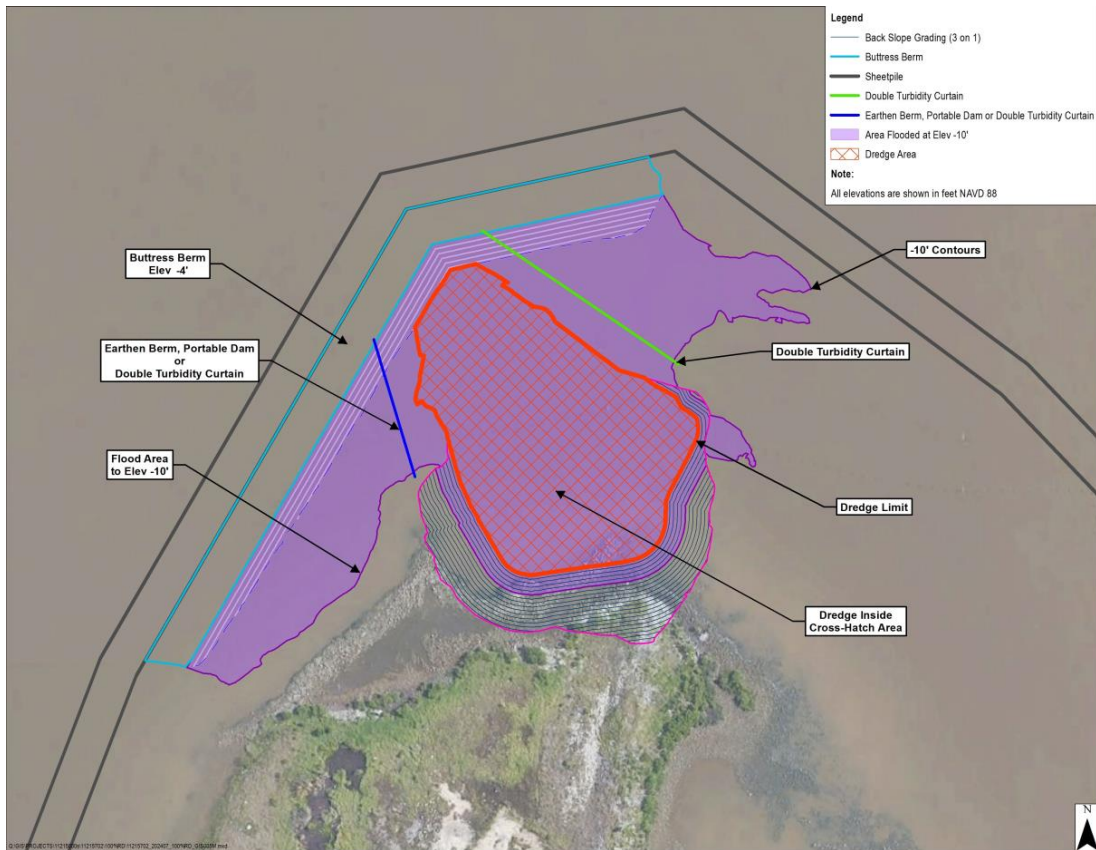 Legend
Back Slope Grading (3 on 1)
Buttress Berm
Sheetpile
Double Turbidity Curtain
Earthen Berm, Portable Dam or Double Turbidity Curtain
Area Flooded at Elev -10'
Dredge Area
Note:
All elevations are shown in feet NAVD 88
Buttress Berm
Elev -4'
-10' Contours
Earthen Berm, Portable Dam
or
Double Turbidity Curtain
Double Turbidity Curtain
Flood Area
to Elev -10'
Dredge Limit
Dredge Inside
Cross-Hatch Area
N